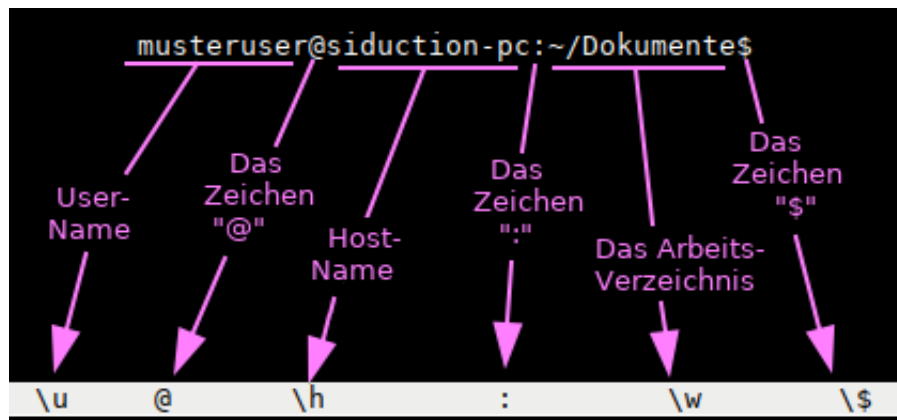 musteruser@siduction-pc:~/Dokumente$
User-
Name
Das
Zeichen
"@"
Host-
Name
Das
Zeichen
":"
Das Arbeits-
Verzeichnis
Das
Zeichen
"$"
\u @ \h : \w \$